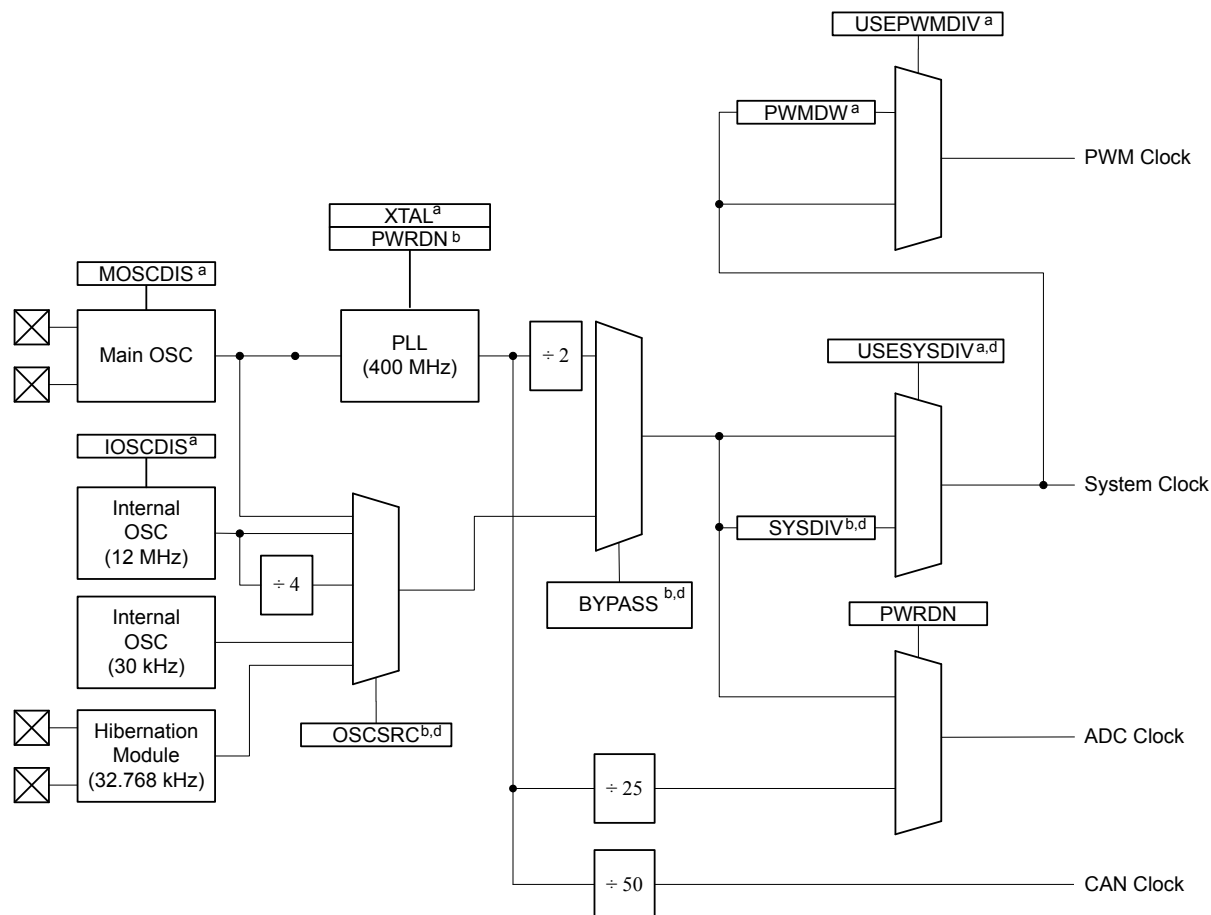 USEPWMDIV a
PWMDW a
PWM Clock
XTAL a
PWRDN b
MOSCDIS a
Main OSC
PLL
(400 MHz)
÷ 2
USESYSDIV a,d
IOSCDIS a
Internal
OSC
(12 MHz)
÷ 4
System Clock
SYSDIV b,d
BYPASS b,d
Internal
OSC
(30 kHz)
PWRDN
Hibernation
Module
(32.768 kHz)
OSCSRC b,d
ADC Clock
÷ 25
÷ 50
CAN Clock